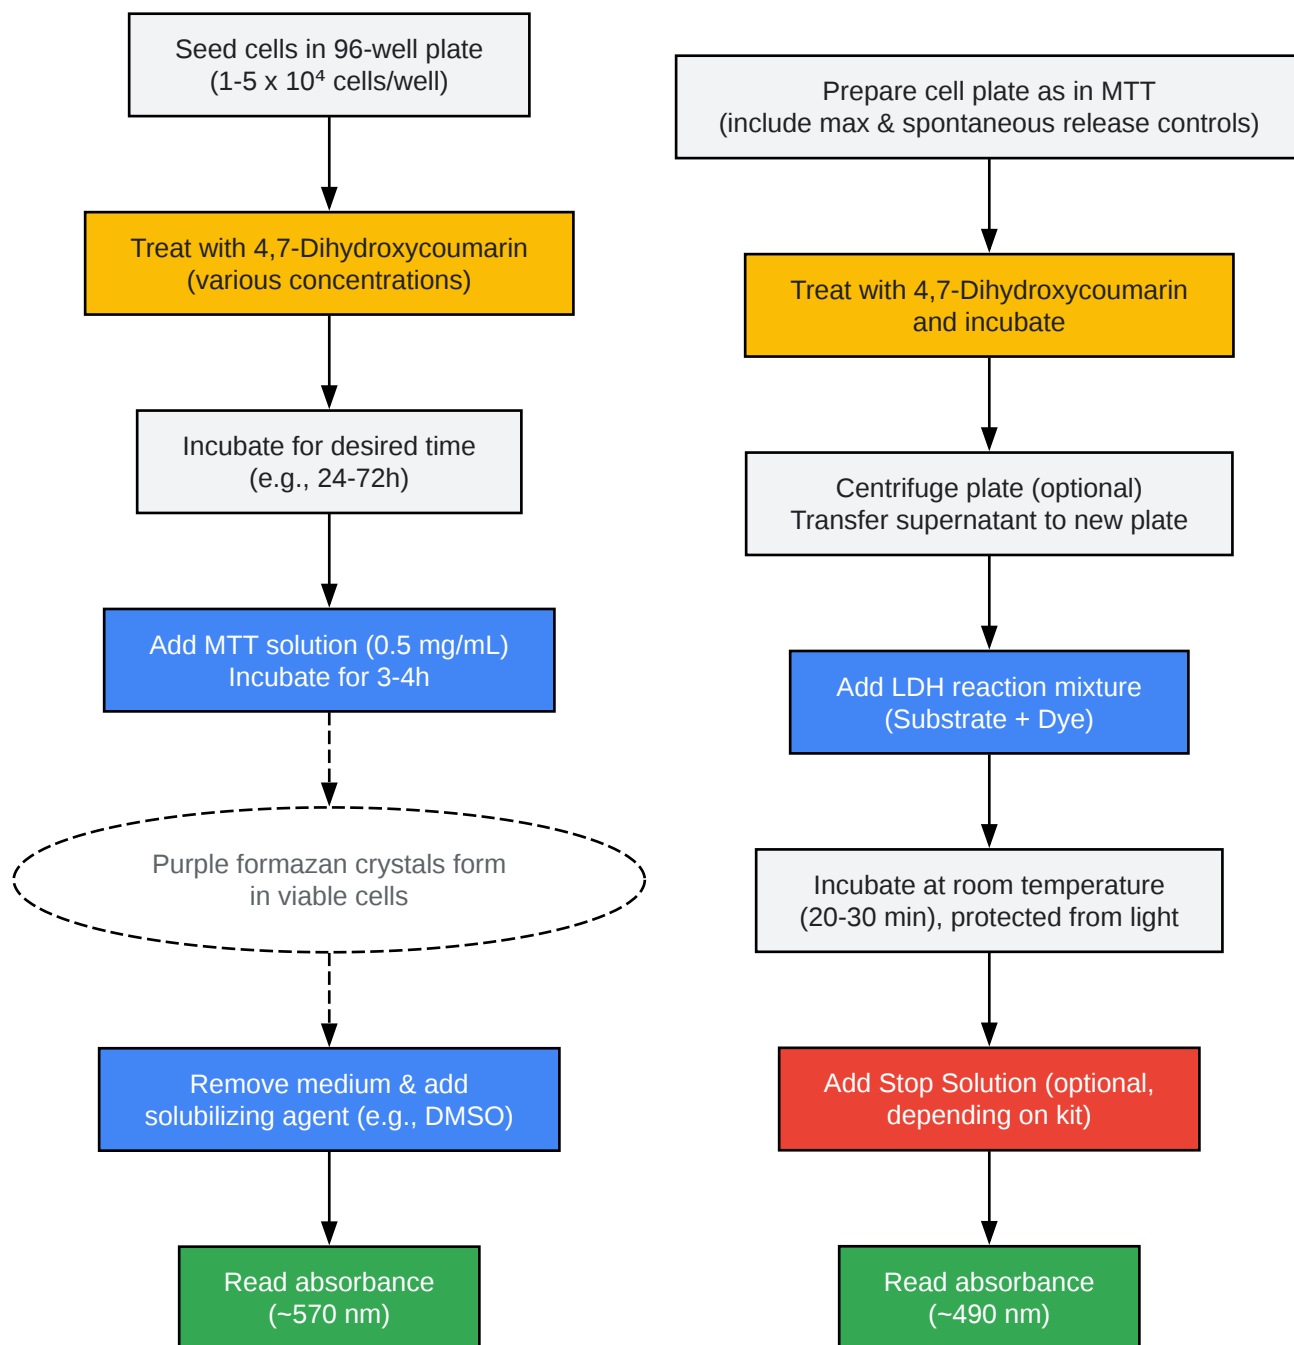 Seed cells in 96-well plate
(1-5 x 10⁴ cells/well)
Treat with 4,7-Dihydroxycoumarin
(various concentrations)
Incubate for desired time
(e.g., 24-72h)
Add MTT solution (0.5 mg/mL)
Incubate for 3-4h
Purple formazan crystals form
in viable cells
Remove medium & add
solubilizing agent (e.g., DMSO)
Read absorbance
(~570 nm)
Prepare cell plate as in MTT
(include max & spontaneous release controls)
Treat with 4,7-Dihydroxycoumarin
and incubate
Centrifuge plate (optional)
Transfer supernatant to new plate
Add LDH reaction mixture
(Substrate + Dye)
Incubate at room temperature
(20-30 min), protected from light
Add Stop Solution (optional,
depending on kit)
Read absorbance
(~490 nm)